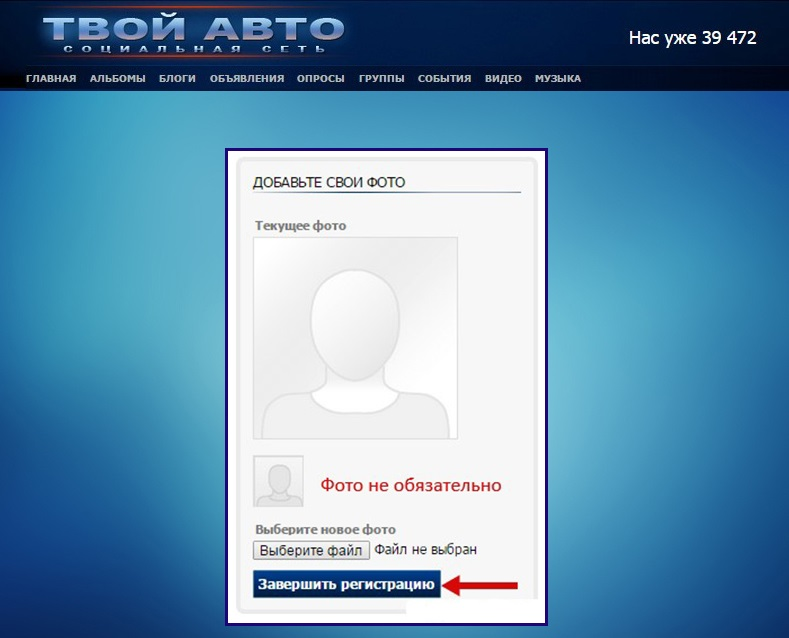 ТВОЙ АВТО
СОЦИАЛЬНАЯ СЕТЬ
Нас уже 39 472
ГЛАВНАЯ АЛЬБОМЫ БЛОГИ ОБЪЯВЛЕНИЯ ОПРОСЫ ГРУППЫ СОБЫТИЯ ВИДЕО МУЗЫКА
ДОБАВЬТЕ СВОИ ФОТО
Текущее фото
Фото не обязательно
Выберите новое фото
Выберите файл Файл не выбран
Завершить регистрацию